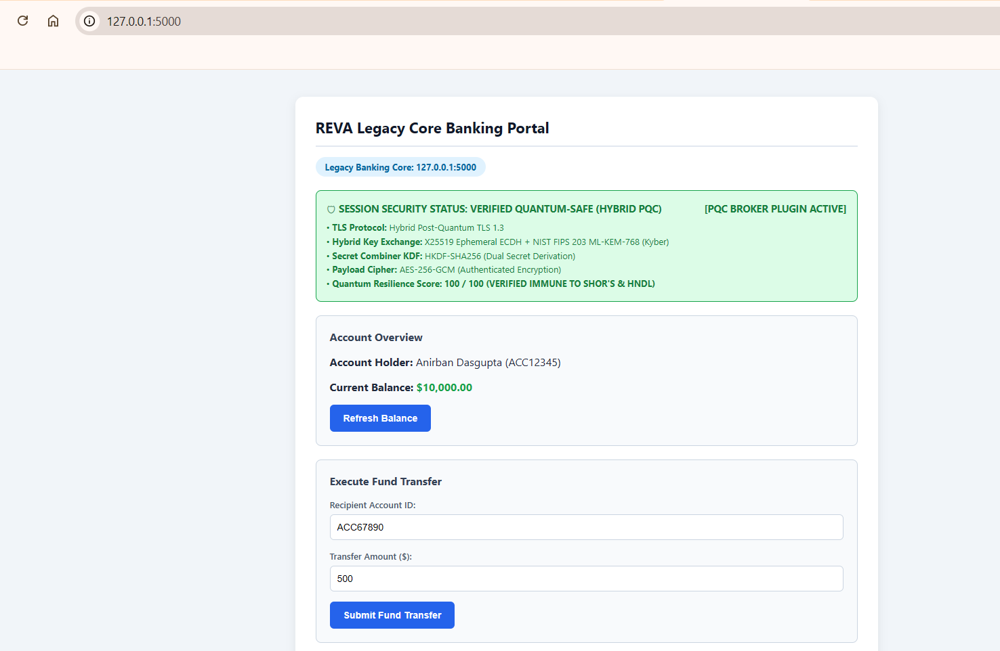 127.0.0.1:5000
REVA Legacy Core Banking Portal
Legacy Banking Core: 127.0.0.1:5000
SESSION SECURITY STATUS: VERIFIED QUANTUM-SAFE (HYBRID PQC) [PQC BROKER PLUGIN ACTIVE]
• TLS Protocol: Hybrid Post-Quantum TLS 1.3
• Hybrid Key Exchange: X25519 Ephemeral ECDH + NIST FIPS 203 ML-KEM-768 (Kyber)
• Secret Combiner KDF: HKDF-SHA256 (Dual Secret Derivation)
• Payload Cipher: AES-256-GCM (Authenticated Encryption)
• Quantum Resilience Score: 100 / 100 (VERIFIED IMMUNE TO SHOR'S & HNDL)
Account Overview
Account Holder: Anirban Dasgupta (ACC12345)
Current Balance: $10,000.00
Refresh Balance
Execute Fund Transfer
Recipient Account ID:
ACC67890
Transfer Amount ($):
500
Submit Fund Transfer